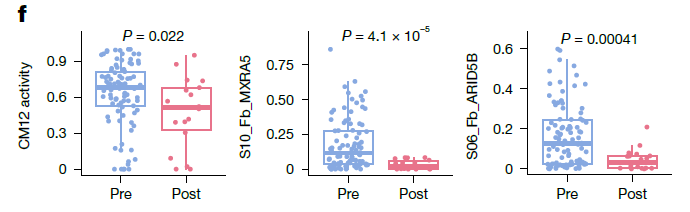 f
P = 0.022
CM12 activity
0.9
0.6
0.3
0
Pre
Post
P = 4.1 × 10⁻⁵
S10_Fb_MXRA5
0.75
0.50
0.25
0
Pre
Post
P = 0.00041
S06_Fb_ARID5B
0.6
0.4
0.2
0
Pre
Post